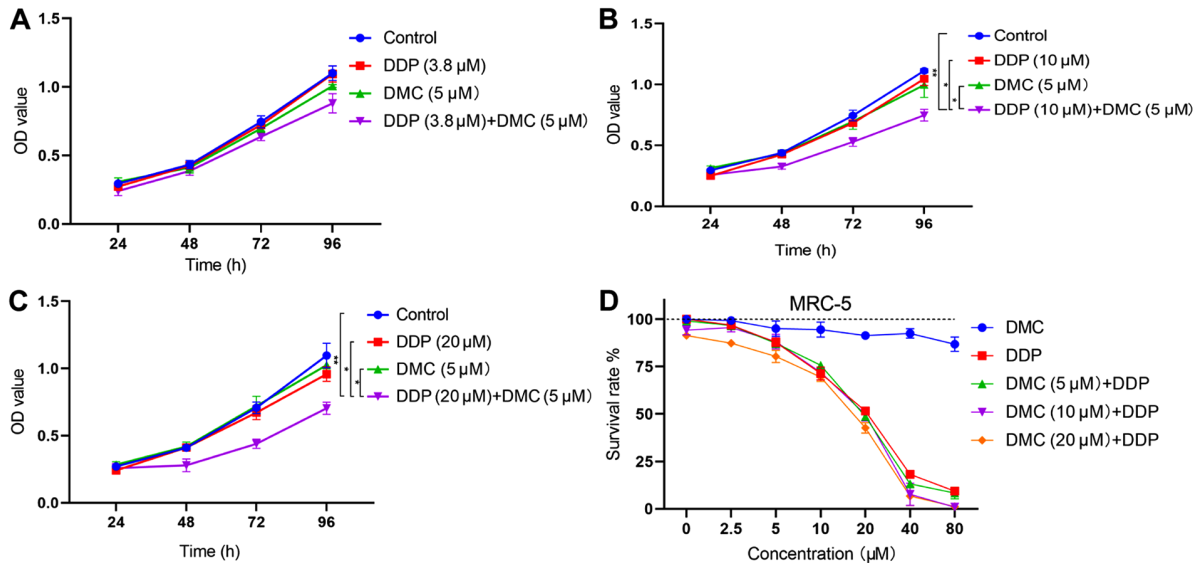 A
OD value
1.5
1.0
0.5
0.0
24 48 72 96
Time (h)
Control
DDP (3.8 μM)
DMC (5 μM)
DDP (3.8 μM)+DMC (5 μM)
B
OD value
1.5
1.0
0.5
0.0
24 48 72 96
Time (h)
Control
DDP (10 μM)
DMC (5 μM)
DDP (10 μM)+DMC (5 μM)
**
*
*
C
OD value
1.5
1.0
0.5
0.0
24 48 72 96
Time (h)
Control
DDP (20 μM)
DMC (5 μM)
DDP (20 μM)+DMC (5 μM)
**
*
*
D
MRC-5
Survival rate %
100
75
50
25
0
0 2.5 5 10 20 40 80
Concentration (μM)
DMC
DDP
DMC (5 μM)+DDP
DMC (10 μM)+DDP
DMC (20 μM)+DDP